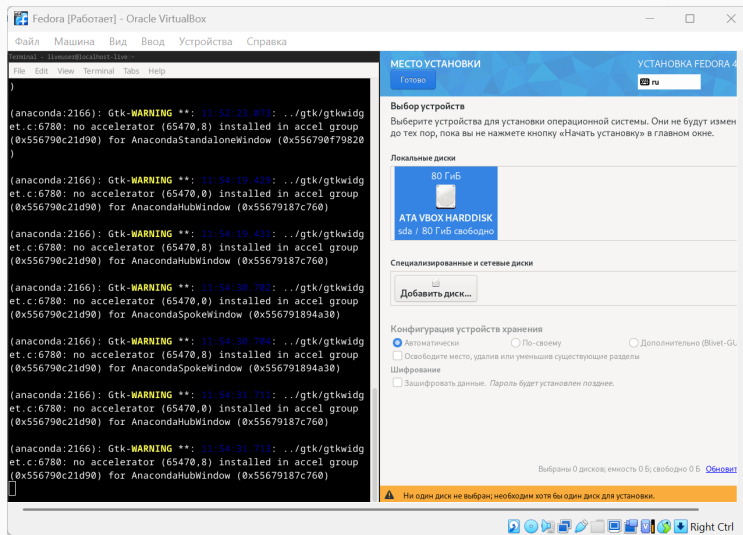 Fedora [Работает] - Oracle VirtualBox
Файл Машина Вид Ввод Устройства Справка
Terminal - liveuser@localhost-live:~
File Edit View Terminal Tabs Help
)
(anaconda:2166): Gtk-WARNING **: ../gtk/gtkwidg
et.c:6780: no accelerator (65470,8) installed in accel group
(0x556790c21d90) for AnacondaStandaloneWindow (0x556790f79820
)
(anaconda:2166): Gtk-WARNING **: 11:54:19.429: ../gtk/gtkwidg
et.c:6780: no accelerator (65470,0) installed in accel group
(0x556790c21d90) for AnacondaHubWindow (0x55679187c760)
(anaconda:2166): Gtk-WARNING **: ../gtk/gtkwidg
et.c:6780: no accelerator (65470,8) installed in accel group
(0x556790c21d90) for AnacondaHubWindow (0x55679187c760)
(anaconda:2166): Gtk-WARNING **: ../gtk/gtkwidg
et.c:6780: no accelerator (65470,0) installed in accel group
(0x556790c21d90) for AnacondaSpokeWindow (0x556791894a30)
(anaconda:2166): Gtk-WARNING **: ../gtk/gtkwidg
et.c:6780: no accelerator (65470,8) installed in accel group
(0x556790c21d90) for AnacondaSpokeWindow (0x556791894a30)
(anaconda:2166): Gtk-WARNING **: ../gtk/gtkwidg
et.c:6780: no accelerator (65470,0) installed in accel group
(0x556790c21d90) for AnacondaHubWindow (0x55679187c760)
(anaconda:2166): Gtk-WARNING **: ../gtk/gtkwidg
et.c:6780: no accelerator (65470,8) installed in accel group
(0x556790c21d90) for AnacondaHubWindow (0x55679187c760)
МЕСТО УСТАНОВКИ
УСТАНОВКА FEDORA 4
Готово
ru
Выбор устройств
Выберите устройства для установки операционной системы. Они не будут измен
до тех пор, пока вы не нажмете кнопку «Начать установку» в главном окне.
Локальные диски
80 ГиБ
ATA VBOX HARDDISK
sda / 80 ГиБ свободно
Специализированные и сетевые диски
Добавить диск...
Конфигурация устройств хранения
Автоматически По-своему Дополнительно (Blivet-GU
Освободите место, удалив или уменьшив существующие разделы
Шифрование
Зашифровать данные. Пароль будет установлен позднее.
Выбраны 0 дисков; емкость 0 Б; свободно 0 Б Обновит
Ни один диск не выбран; необходим хотя бы один диск для установки.
Right Ctrl